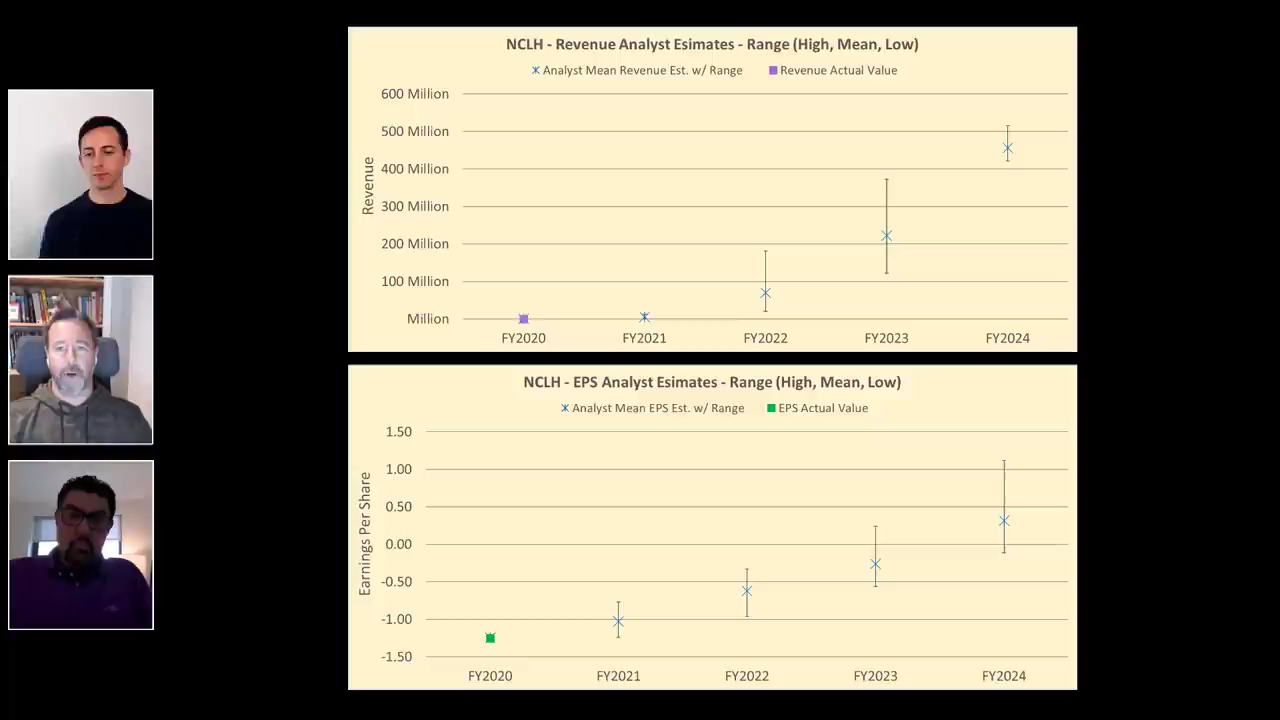 NCLH - Revenue Analyst Esimates - Range (High, Mean, Low)
Analyst Mean Revenue Est. w/ Range
Revenue Actual Value
600 Million
500 Million
400 Million
300 Million
200 Million
100 Million
Million
Revenue
FY2020
FY2021
FY2022
FY2023
FY2024
NCLH - EPS Analyst Esimates - Range (High, Mean, Low)
Analyst Mean EPS Est. w/ Range
EPS Actual Value
1.50
1.00
0.50
0.00
-0.50
-1.00
-1.50
Earnings Per Share
FY2020
FY2021
FY2022
FY2023
FY2024